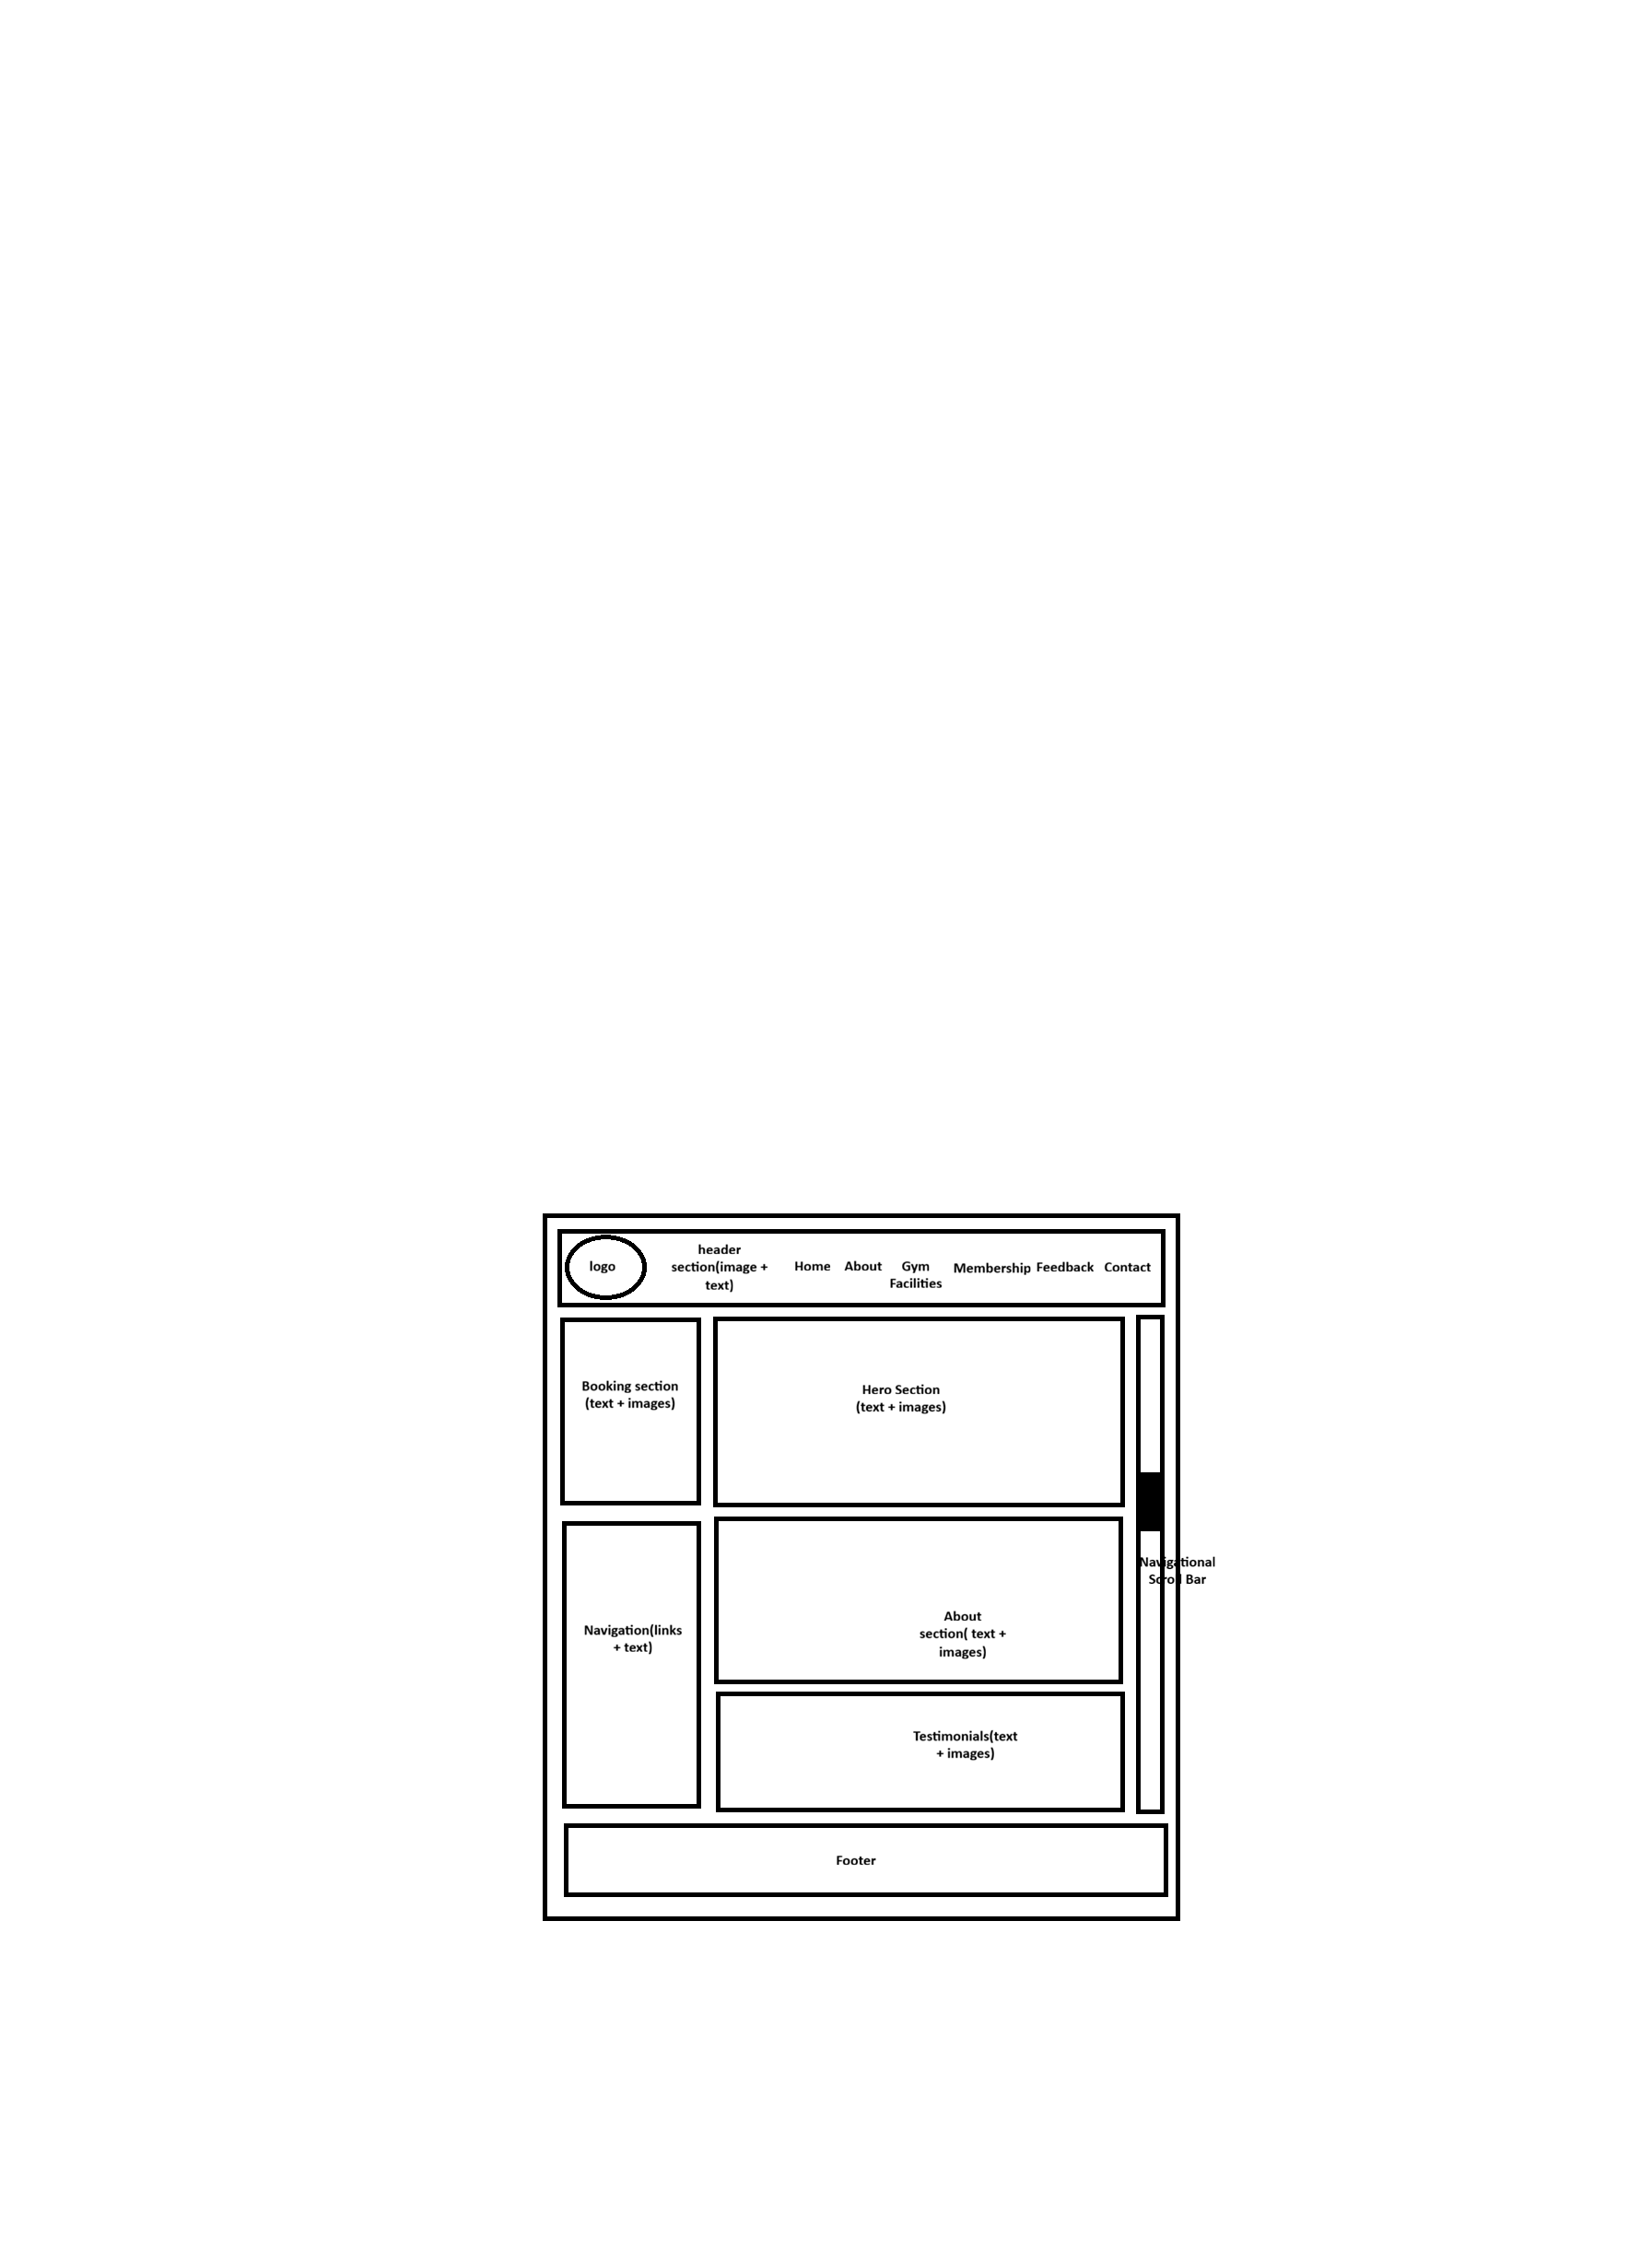 logo
header
section(image +
text)
Home
About
Gym
Facilities
Membership
Feedback
Contact
Booking section
(text + images)
Hero Section
(text + images)
Navigational
Scroll Bar
Navigation(links
+ text)
About
section( text +
images)
Testimonials(text
+ images)
Footer